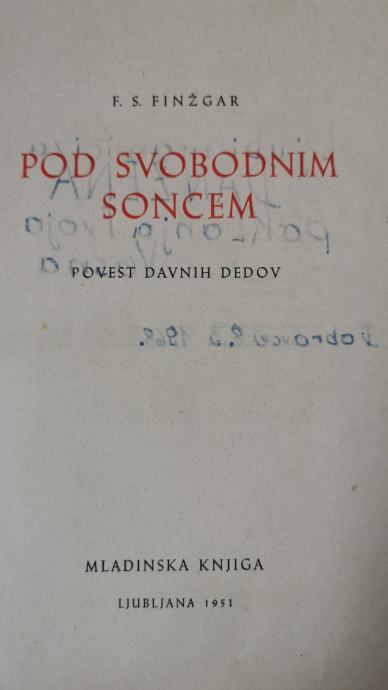 F. S. FINŽGAR
POD SVOBODNIM
SONCEM
POVEST DAVNIH DEDOV
MLADINSKA KNJIGA
LJUBLJANA 1951